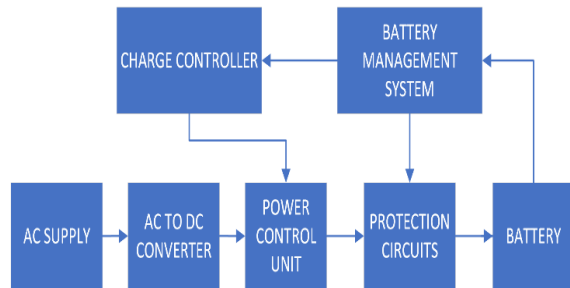 CHARGE CONTROLLER
BATTERY
MANAGEMENT
SYSTEM
AC SUPPLY
AC TO DC
CONVERTER
POWER
CONTROL
UNIT
PROTECTION
CIRCUITS
BATTERY